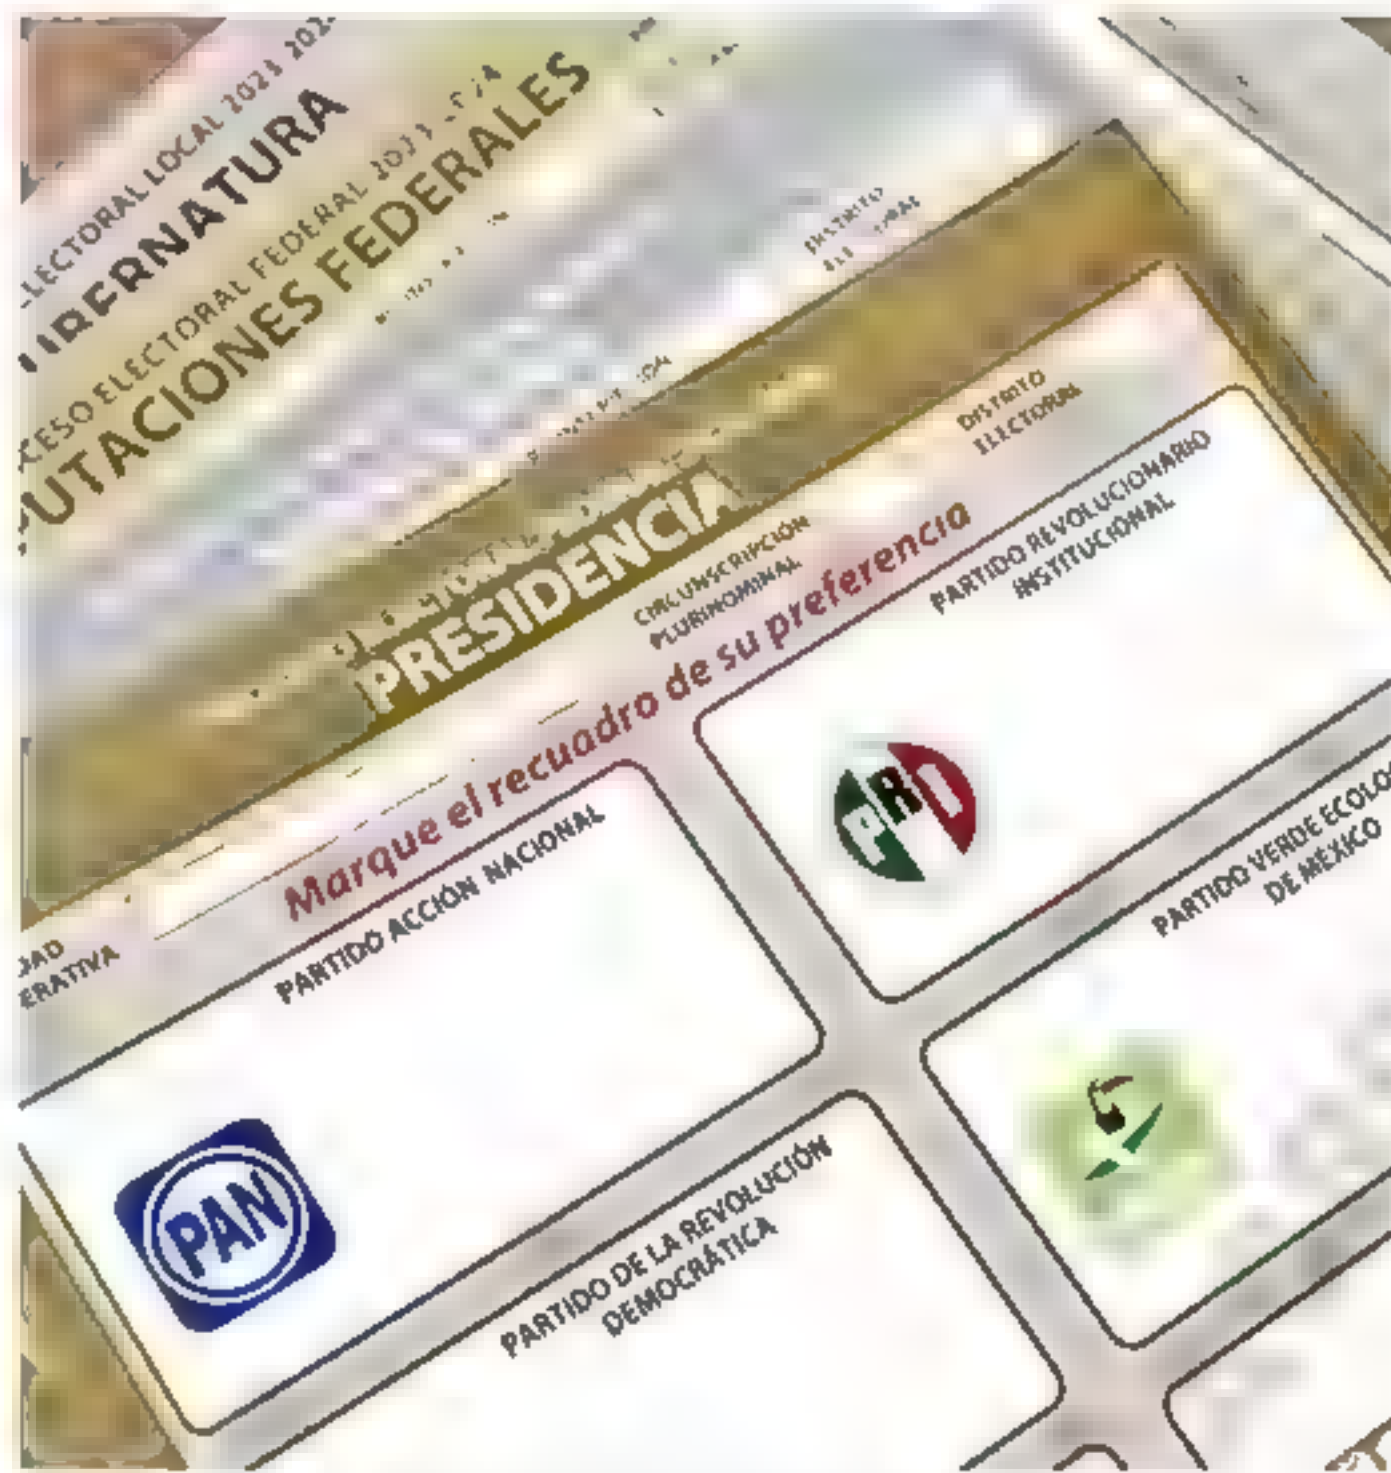 ELECTORAL LOCAL 2023 202
CESO ELECTORAL FEDERAL 2023
DIPUTACIONES FEDERALES
DISTRITO
PRESIDENCIA
DISTRITO
ELECTORAL
CIRCUNSCRIPCIÓN
PLURINOMINAL
DAD
ERATIVA
Marque el recuadro de su preferencia
PARTIDO ACCIÓN NACIONAL
PAN
PARTIDO REVOLUCIONARIO
INSTITUCIONAL
PRI
PARTIDO DE LA REVOLUCIÓN
DEMOCRÁTICA
PARTIDO VERDE ECOLO
DE MÉXICO